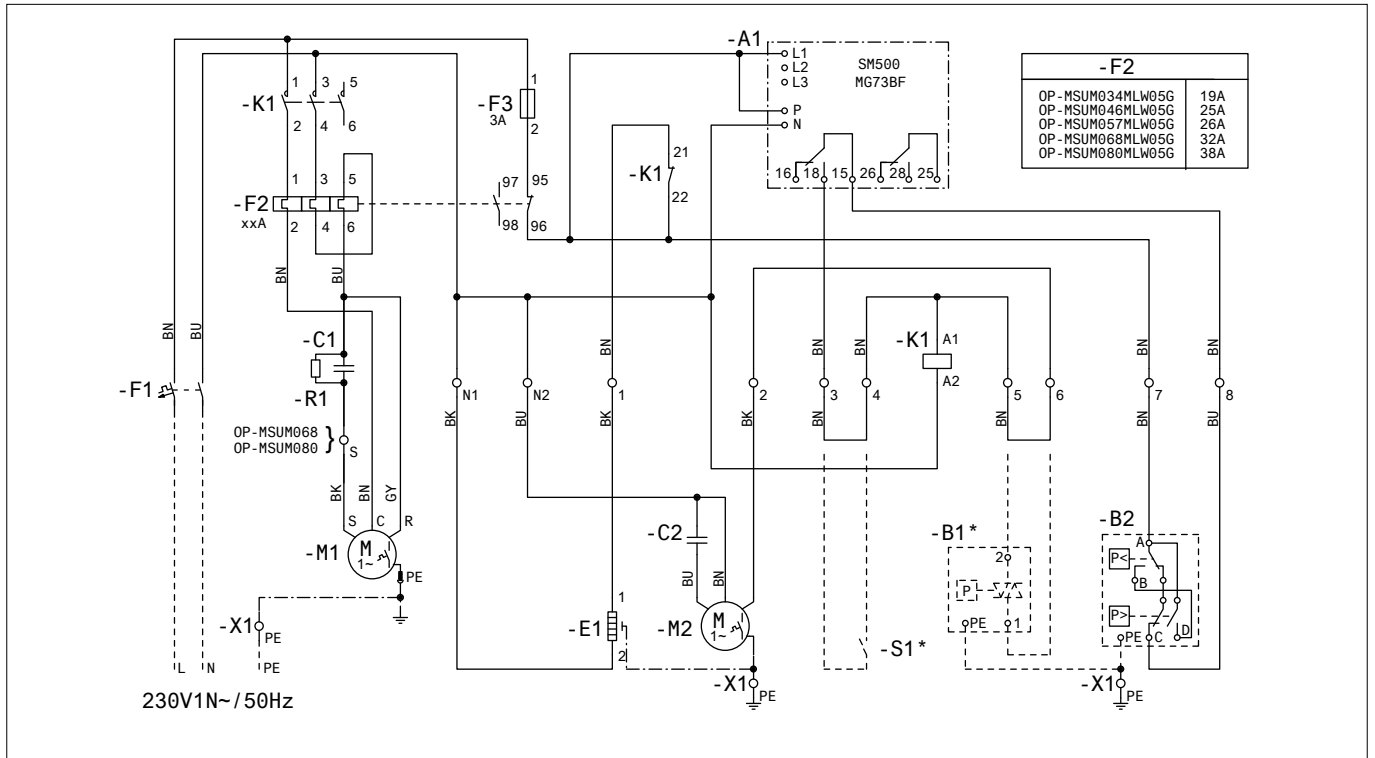 -A1
L1
L2
L3
P
N
SM500
MG73BF
16 18 15 26 28 25
-F2
OP-MSUM034MLW05G 19A
OP-MSUM046MLW05G 25A
OP-MSUM057MLW05G 26A
OP-MSUM068MLW05G 32A
OP-MSUM080MLW05G 38A
-K1
1 3 5
2 4 6
-F3
3A
1
2
-K1
21
22
-F2
xxA
1 3 5
2 4 6
97 95
98 96
BN BU
BN BU
-F1
-C1
-R1
OP-MSUM068
OP-MSUM080
}
S
BK BN GY
S C R
-M1
M
1~
PE
-X1
PE
L N PE
230V1N~/50Hz
BN BN BN BN BN
-K1
A1
A2
N1 N2 1 2 3 4 5 6 7 8
BK BU BK BK BN BN BN BU
-C2
BU BN
-E1
1
2
-M2
M
1~
-X1
PE
-S1*
-B1*
2
P
PE 1
-B2
A
P<
B
P>
PE C D
-X1
PE